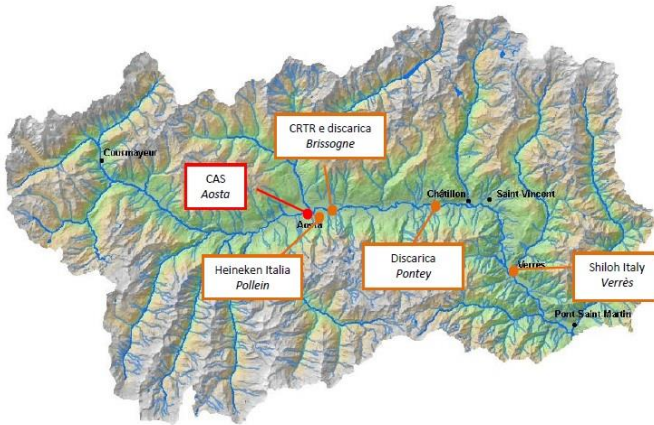 CRTR e discarica
Brissogne
Courmayeur
CAS
Aosta
Châtillon
Saint-Vincent
Aosta
Heineken Italia
Pollein
Discarica
Pontey
Verrès
Shiloh Italy
Verrès
Pont-Saint-Martin